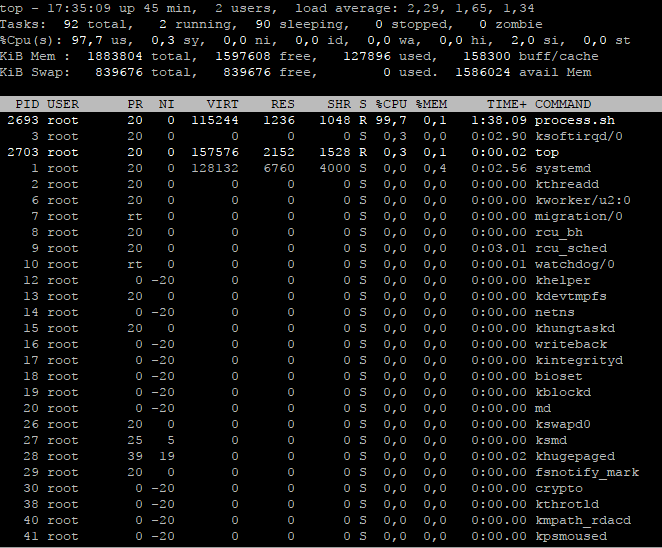 top - 17:35:09 up 45 min,  2 users,  load average: 2,29, 1,65, 1,34
Tasks:  92 total,   2 running,  90 sleeping,   0 stopped,   0 zombie
%Cpu(s): 97,7 us,  0,3 sy,  0,0 ni,  0,0 id,  0,0 wa,  0,0 hi,  2,0 si,  0,0 st
KiB Mem :  1883804 total,  1597608 free,   127896 used,   158300 buff/cache
KiB Swap:   839676 total,   839676 free,        0 used.  1586024 avail Mem
PID USER      PR  NI    VIRT    RES    SHR S %CPU %MEM     TIME+ COMMAND
2693 root      20   0  115244   1236   1048 R 99,7  0,1   1:38.09 process.sh
3 root      20   0       0      0      0 S  0,3  0,0   0:02.90 ksoftirqd/0
2703 root      20   0  157576   2152   1528 R  0,3  0,1   0:00.02 top
1 root      20   0  128132   6760   4000 S  0,0  0,4   0:02.56 systemd
2 root      20   0       0      0      0 S  0,0  0,0   0:00.00 kthreadd
6 root      20   0       0      0      0 S  0,0  0,0   0:00.00 kworker/u2:0
7 root      rt   0       0      0      0 S  0,0  0,0   0:00.00 migration/0
8 root      20   0       0      0      0 S  0,0  0,0   0:00.00 rcu_bh
9 root      20   0       0      0      0 S  0,0  0,0   0:03.01 rcu_sched
10 root      rt   0       0      0      0 S  0,0  0,0   0:00.01 watchdog/0
12 root       0 -20       0      0      0 S  0,0  0,0   0:00.00 khelper
13 root      20   0       0      0      0 S  0,0  0,0   0:00.00 kdevtmpfs
14 root       0 -20       0      0      0 S  0,0  0,0   0:00.00 netns
15 root      20   0       0      0      0 S  0,0  0,0   0:00.00 khungtaskd
16 root       0 -20       0      0      0 S  0,0  0,0   0:00.00 writeback
17 root       0 -20       0      0      0 S  0,0  0,0   0:00.00 kintegrityd
18 root       0 -20       0      0      0 S  0,0  0,0   0:00.00 bioset
19 root       0 -20       0      0      0 S  0,0  0,0   0:00.00 kblockd
20 root       0 -20       0      0      0 S  0,0  0,0   0:00.00 md
26 root      20   0       0      0      0 S  0,0  0,0   0:00.00 kswapd0
27 root      25   5       0      0      0 S  0,0  0,0   0:00.00 ksmd
28 root      39  19       0      0      0 S  0,0  0,0   0:00.02 khugepaged
29 root      20   0       0      0      0 S  0,0  0,0   0:00.00 fsnotify_mark
30 root       0 -20       0      0      0 S  0,0  0,0   0:00.00 crypto
38 root       0 -20       0      0      0 S  0,0  0,0   0:00.00 kthrotld
40 root       0 -20       0      0      0 S  0,0  0,0   0:00.00 kmpath_rdacd
41 root       0 -20       0      0      0 S  0,0  0,0   0:00.00 kpsmoused